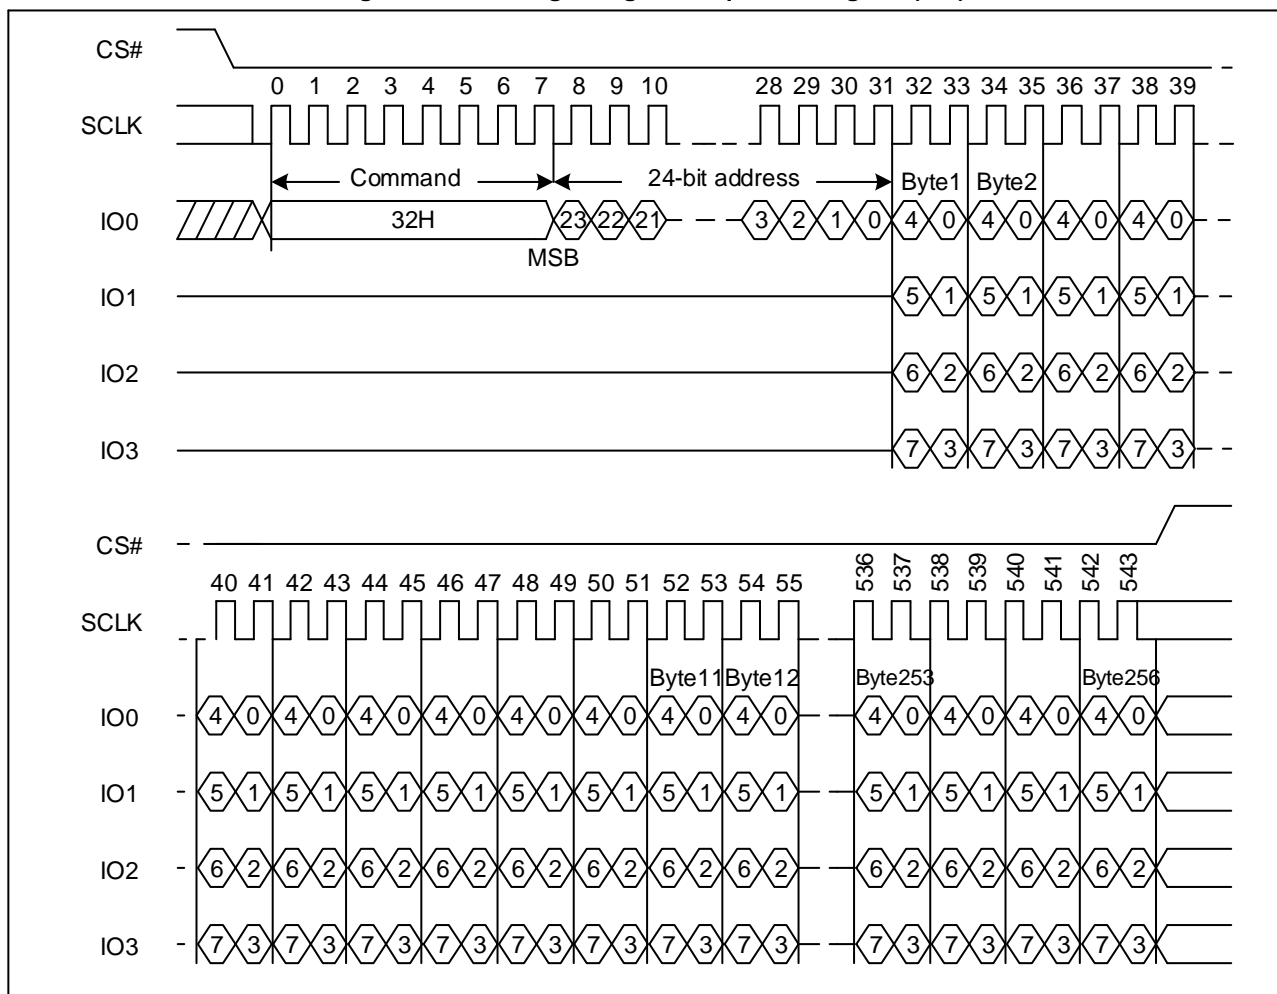 CS#
0 1 2 3 4 5 6 7 8 9 10 28 29 30 31 32 33 34 35 36 37 38 39
SCLK
Command 24-bit address Byte1 Byte2
IO0 32H 23 22 21 3 2 1 0 4 0 4 0 4 0 4 0
MSB
IO1 5 1 5 1 5 1 5 1
IO2 6 2 6 2 6 2 6 2
IO3 7 3 7 3 7 3 7 3
CS#
40 41 42 43 44 45 46 47 48 49 50 51 52 53 54 55 536 537 538 539 540 541 542 543
SCLK
Byte11 Byte12 Byte253 Byte256
IO0 4 0 4 0 4 0 4 0 4 0 4 0 4 0 4 0 4 0 4 0 4 0 4 0
IO1 5 1 5 1 5 1 5 1 5 1 5 1 5 1 5 1 5 1 5 1 5 1 5 1
IO2 6 2 6 2 6 2 6 2 6 2 6 2 6 2 6 2 6 2 6 2 6 2 6 2
IO3 7 3 7 3 7 3 7 3 7 3 7 3 7 3 7 3 7 3 7 3 7 3 7 3